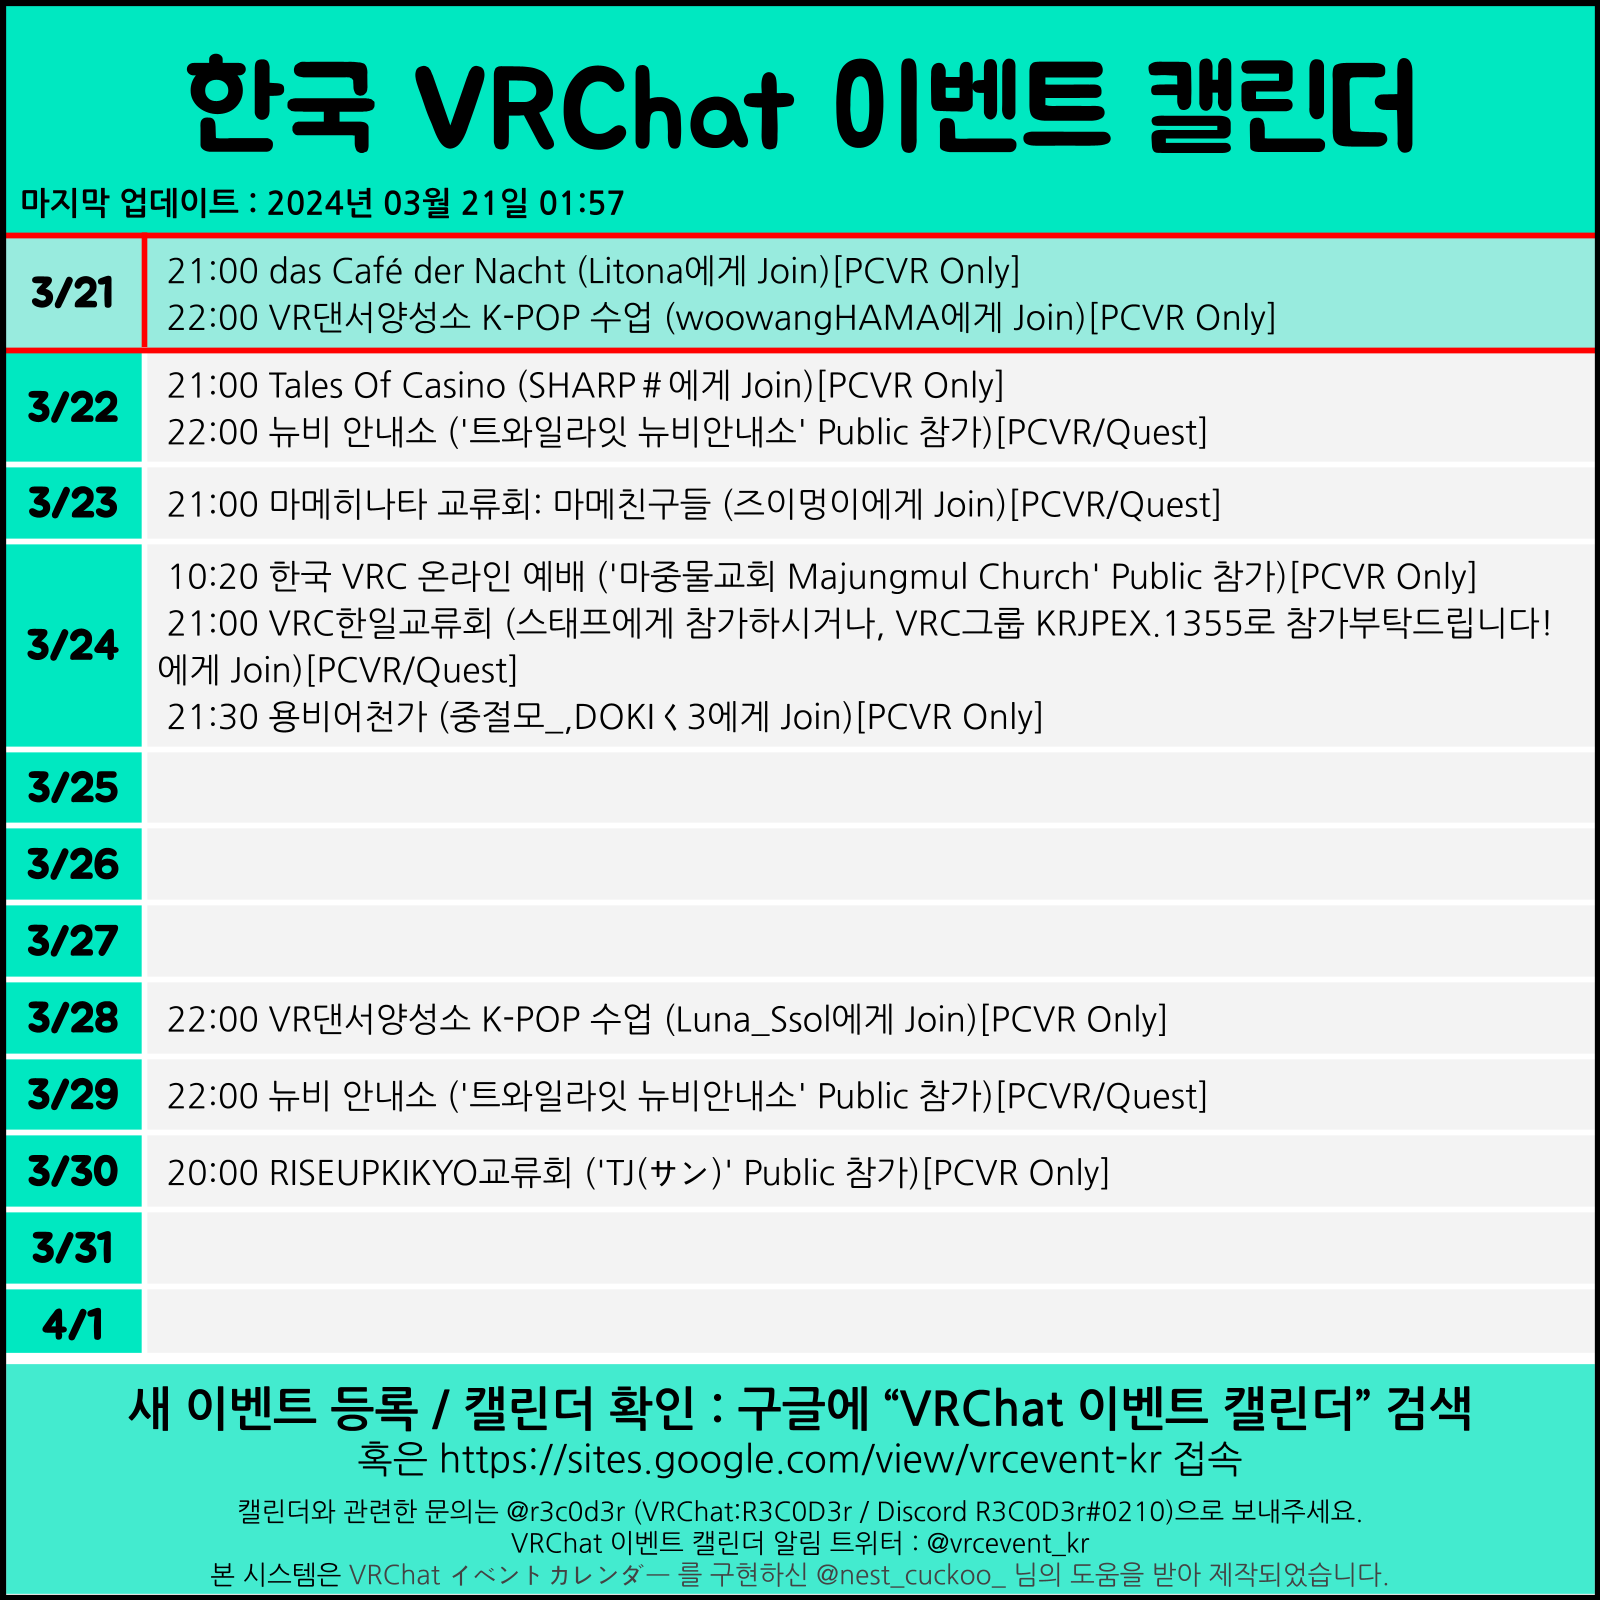 한국 VRChat 이벤트 캘린더
마지막 업데이트 : 2024년 03월 21일 01:57
3/21
21:00 das Café der Nacht (Litona에게 Join)[PCVR Only]
22:00 VR댄서양성소 K-POP 수업 (woowangHAMA에게 Join)[PCVR Only]
3/22
21:00 Tales Of Casino (SHARP＃에게 Join)[PCVR Only]
22:00 뉴비 안내소 ('트와일라잇 뉴비안내소' Public 참가)[PCVR/Quest]
3/23
21:00 마메히나타 교류회: 마메친구들 (즈이멍이에게 Join)[PCVR/Quest]
3/24
10:20 한국 VRC 온라인 예배 ('마중물교회 Majungmul Church' Public 참가)[PCVR Only]
21:00 VRC한일교류회 (스태프에게 참가하시거나, VRC그룹 KRJPEX.1355로 참가부탁드립니다!
에게 Join)[PCVR/Quest]
21:30 용비어천가 (중절모_,DOKIく3에게 Join)[PCVR Only]
3/25
3/26
3/27
3/28
22:00 VR댄서양성소 K-POP 수업 (Luna_Ssol에게 Join)[PCVR Only]
3/29
22:00 뉴비 안내소 ('트와일라잇 뉴비안내소' Public 참가)[PCVR/Quest]
3/30
20:00 RISEUPKIKYO교류회 ('TJ(サン)' Public 참가)[PCVR Only]
3/31
4/1
새 이벤트 등록 / 캘린더 확인 : 구글에 “VRChat 이벤트 캘린더” 검색
혹은 https://sites.google.com/view/vrcevent-kr 접속
캘린더와 관련한 문의는 @r3c0d3r (VRChat:R3C0D3r / Discord R3C0D3r#0210)으로 보내주세요.
VRChat 이벤트 캘린더 알림 트위터 : @vrcevent_kr
본 시스템은 VRChat イベントカレンダー 를 구현하신 @nest_cuckoo_ 님의 도움을 받아 제작되었습니다.